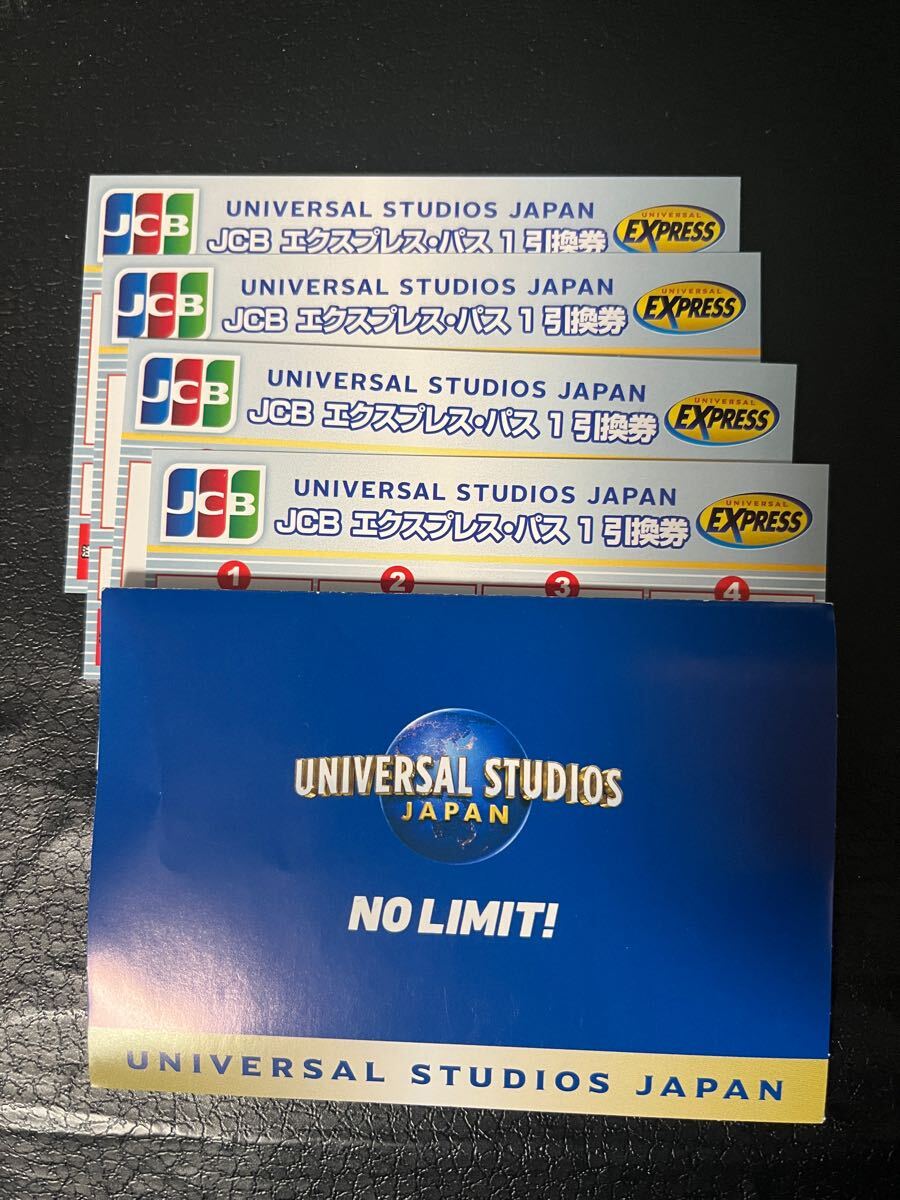 JCB
UNIVERSAL STUDIOS JAPAN
JCB エクスプレス・パス 1 引換券
UNIVERSAL
EXPRESS
JCB
UNIVERSAL STUDIOS JAPAN
JCB エクスプレス・パス 1 引換券
UNIVERSAL
EXPRESS
JCB
UNIVERSAL STUDIOS JAPAN
JCB エクスプレス・パス 1 引換券
UNIVERSAL
EXPRESS
JCB
UNIVERSAL STUDIOS JAPAN
JCB エクスプレス・パス 1 引換券
UNIVERSAL
EXPRESS
1 2 3 4
UNIVERSAL STUDIOS
JAPAN
NO LIMIT!
UNIVERSAL STUDIOS JAPAN